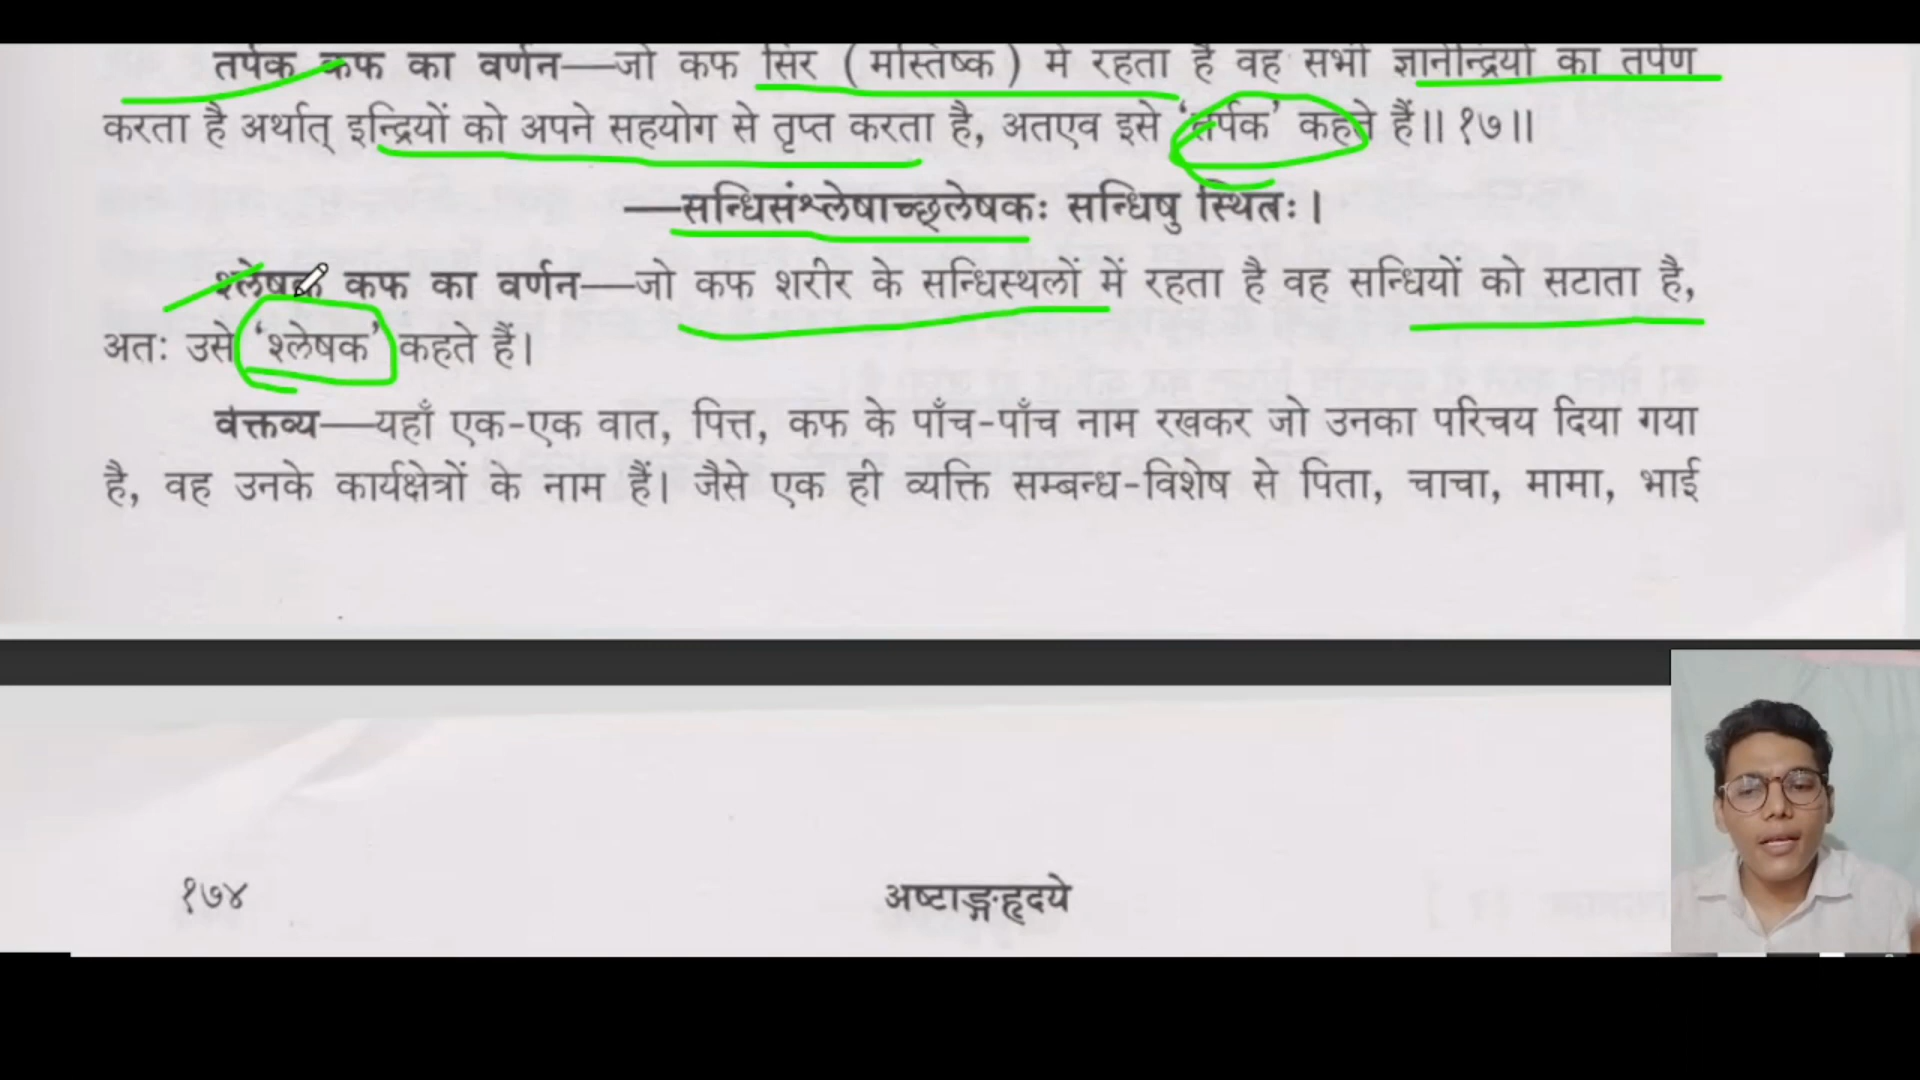 तर्पक कफ का वर्णन—जो कफ सिर (मस्तिष्क) में रहता है वह सभी ज्ञानेन्द्रियों का तर्पण
करता है अर्थात् इन्द्रियों को अपने सहयोग से तृप्त करता है, अतएव इसे ‘तर्पक’ कहते हैं॥ १७॥
—सन्धिसंश्लेषाच्छ्लेषकः सन्धिषु स्थितः।
श्लेषक कफ का वर्णन—जो कफ शरीर के सन्धिस्थलों में रहता है वह सन्धियों को सटाता है,
अतः उसे ‘श्लेषक’ कहते हैं।
वक्तव्य—यहाँ एक-एक वात, पित्त, कफ के पाँच-पाँच नाम रखकर जो उनका परिचय दिया गया
है, वह उनके कार्यक्षेत्रों के नाम हैं। जैसे एक ही व्यक्ति सम्बन्ध-विशेष से पिता, चाचा, मामा, भाई
१७४ अष्टाङ्गहृदये